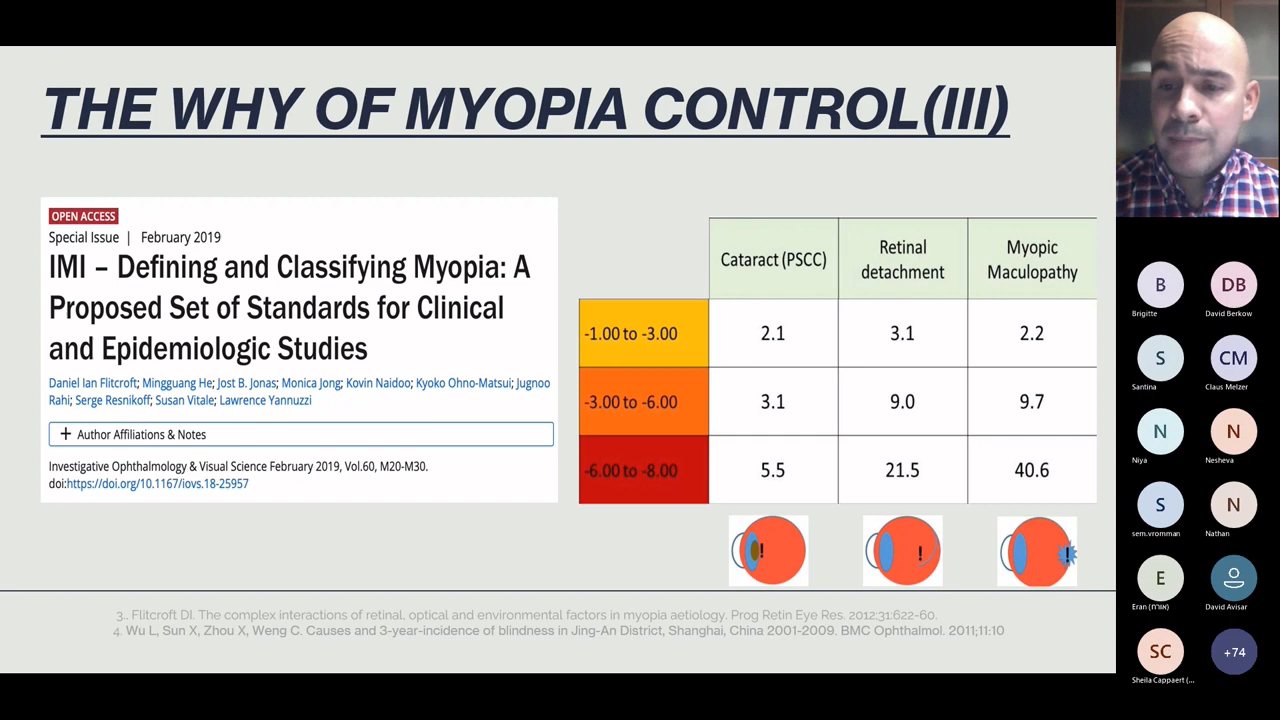 THE WHY OF MYOPIA CONTROL(III)
OPEN ACCESS
Special Issue | February 2019
IMI – Defining and Classifying Myopia: A
Proposed Set of Standards for Clinical
and Epidemiologic Studies
Daniel Ian Flitcroft; Mingguang He; Jost B. Jonas; Monica Jong; Kovin Naidoo; Kyoko Ohno-Matsui; Jugnoo
Rahi; Serge Resnikoff; Susan Vitale; Lawrence Yannuzzi
+ Author Affiliations & Notes
Investigative Ophthalmology & Visual Science February 2019, Vol.60, M20-M30.
doi:https://doi.org/10.1167/iovs.18-25957
Cataract (PSCC)
Retinal
detachment
Myopic
Maculopathy
-1.00 to -3.00 2.1 3.1 2.2
-3.00 to -6.00 3.1 9.0 9.7
-6.00 to -8.00 5.5 21.5 40.6
! ! !
3.. Flitcroft DI. The complex interactions of retinal, optical and environmental factors in myopia aetiology. Prog Retin Eye Res. 2012;31:622-60.
4. Wu L, Sun X, Zhou X, Weng C. Causes and 3-year-incidence of blindness in Jing-An District, Shanghai, China 2001-2009. BMC Ophthalmol. 2011;11:10
B DB
Brigitte David Berkow
S CM
Santina Claus Melzer
N N
Niya Nesheva
S N
sem.vromman Nathan
E
Eran (אורח) David Avisar
SC +74
Sheila Cappaert (...